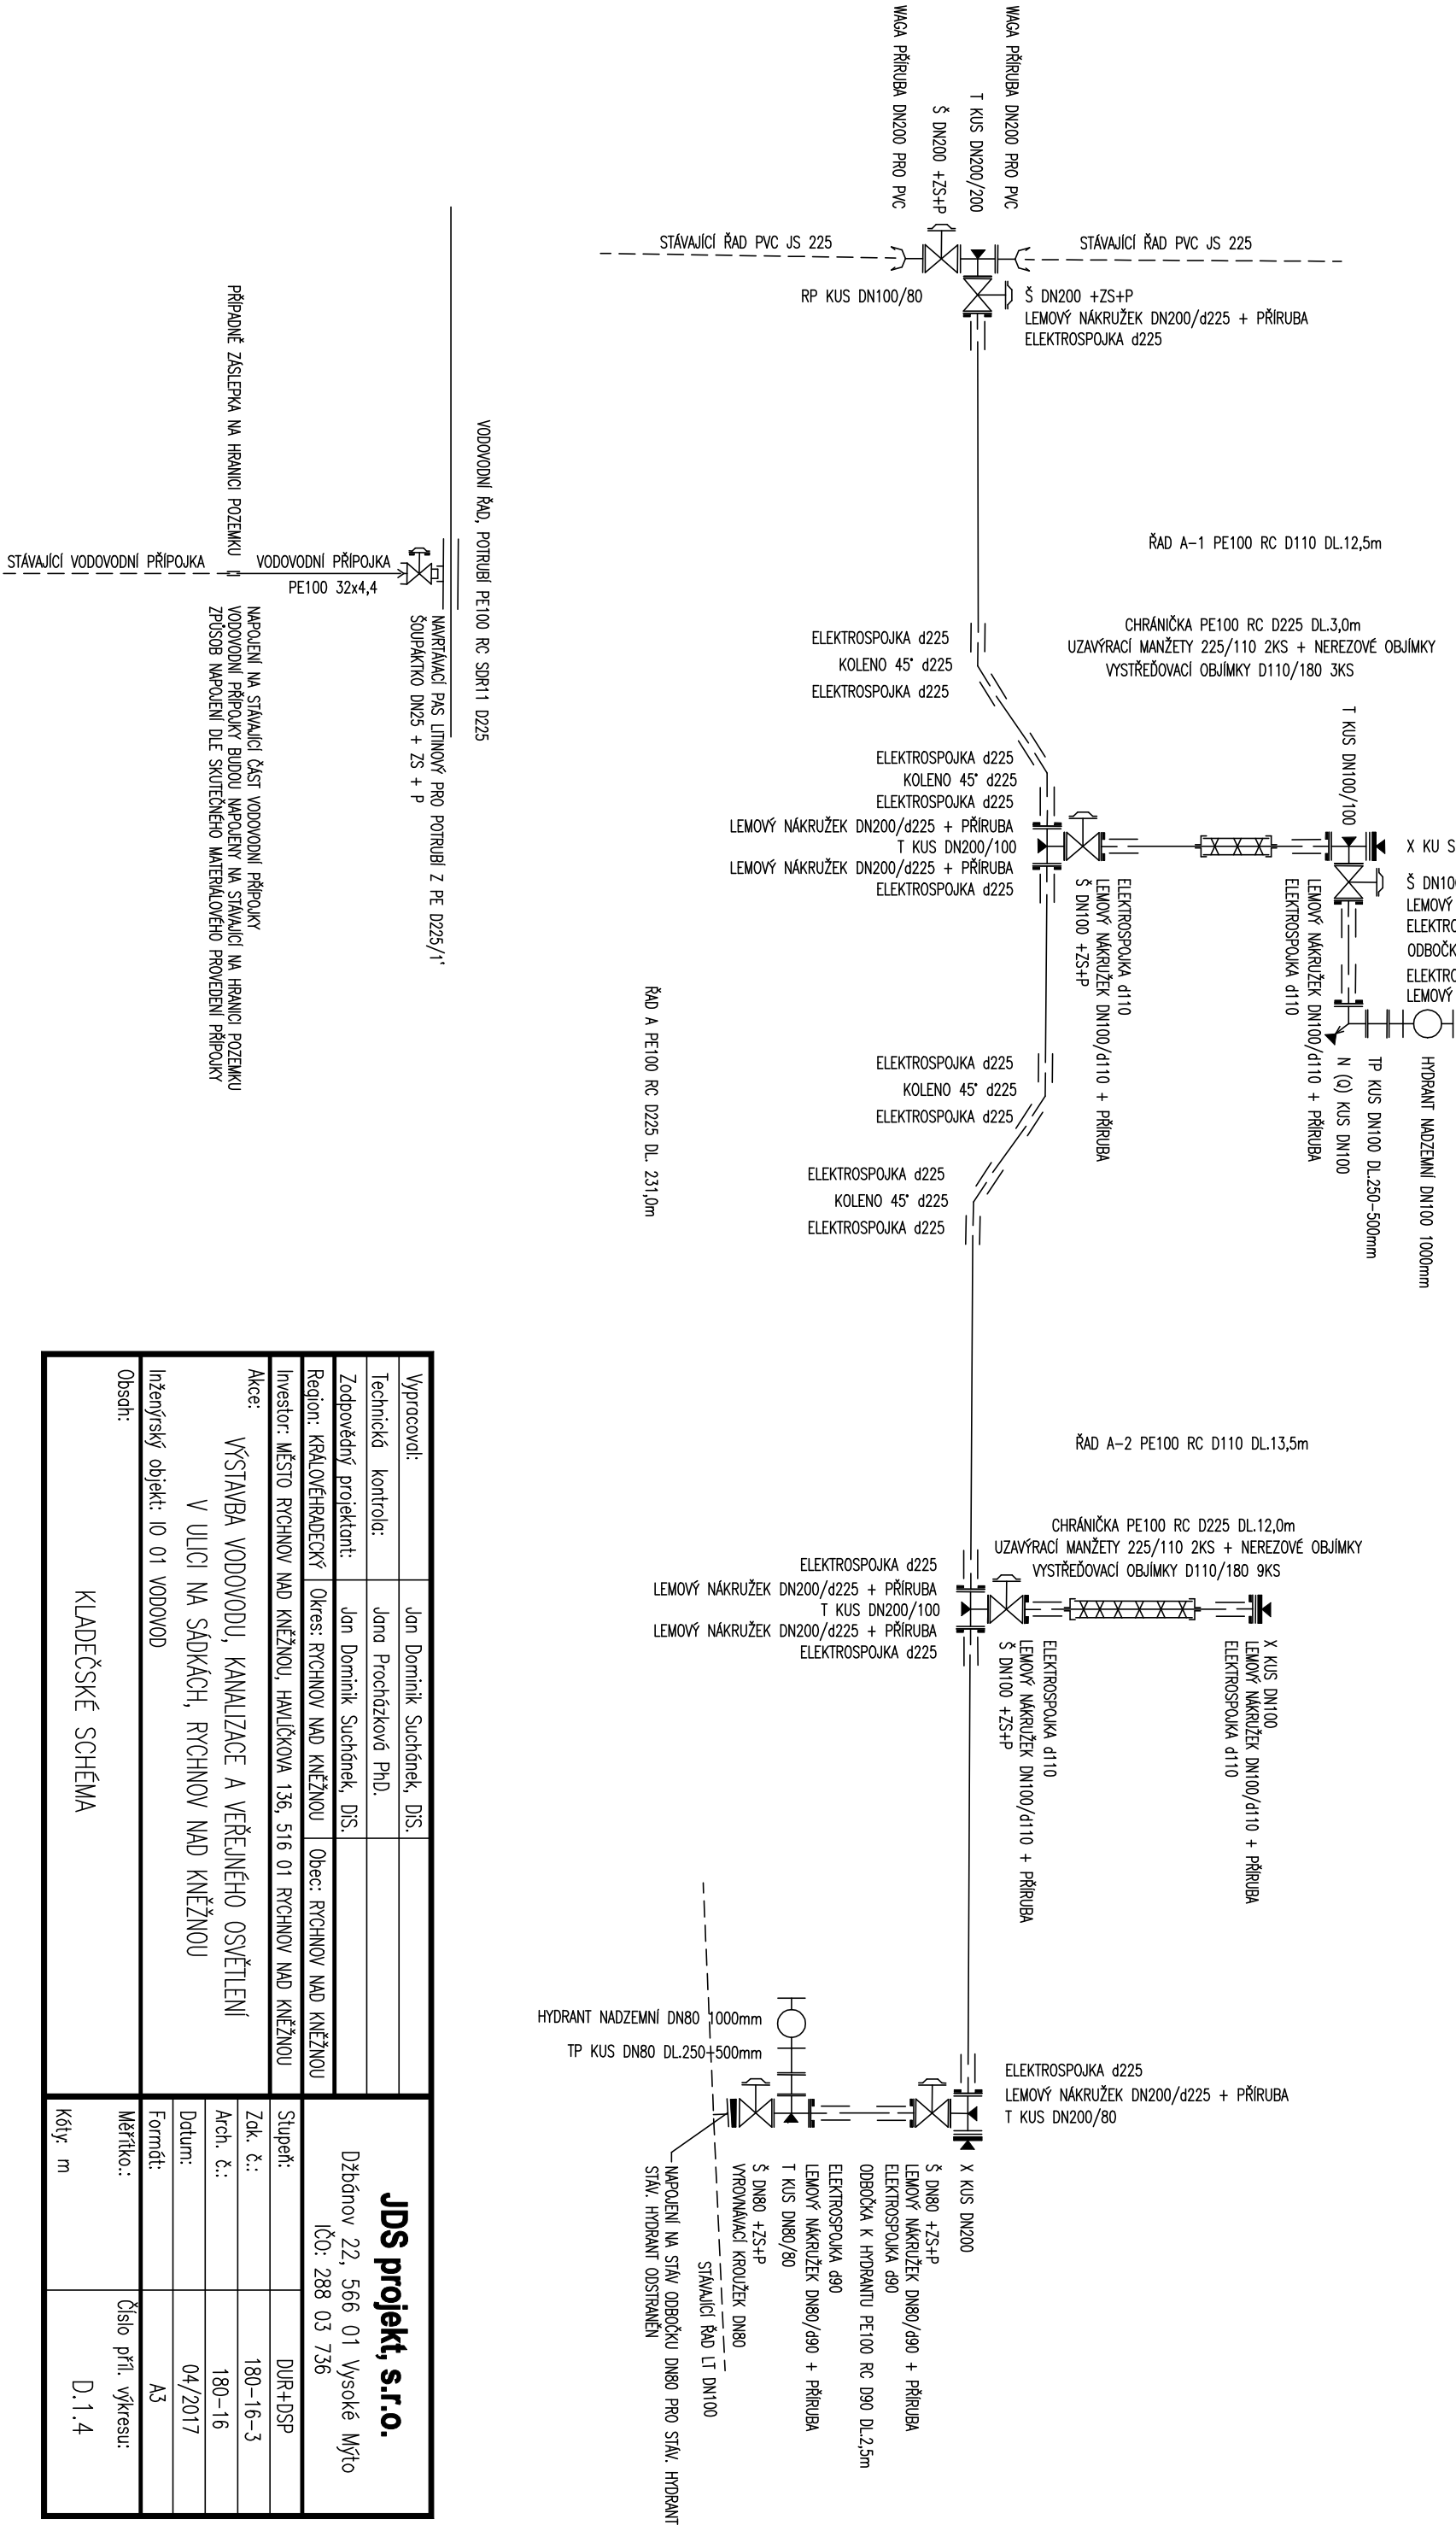 WAGA PŘÍRUBA DN200 PRO PVC
T KUS DN200/200
Š DN200 +ZS+P
WAGA PŘÍRUBA DN200 PRO PVC
STÁVAJÍCÍ ŘAD PVC JS 225
STÁVAJÍCÍ ŘAD PVC JS 225
RP KUS DN100/80
Š DN200 +ZS+P
LEMOVÝ NÁKRUŽEK DN200/d225 + PŘÍRUBA
ELEKTROSPOJKA d225
ŘAD A-1 PE100 RC D110 DL.12,5m
CHRÁNIČKA PE100 RC D225 DL.3,0m
UZAVÝRACÍ MANŽETY 225/110 2KS + NEREZOVÉ OBJÍMKY
VYSTŘEĎOVACÍ OBJÍMKY D110/180 3KS
ELEKTROSPOJKA d225
KOLENO 45° d225
ELEKTROSPOJKA d225
ELEKTROSPOJKA d225
KOLENO 45° d225
ELEKTROSPOJKA d225
LEMOVÝ NÁKRUŽEK DN200/d225 + PŘÍRUBA
T KUS DN200/100
LEMOVÝ NÁKRUŽEK DN200/d225 + PŘÍRUBA
ELEKTROSPOJKA d225
T KUS DN100/100
X KU S
Š DN10
LEMOVÝ
ELEKTRO
ODBOČK
ELEKTRO
LEMOVÝ
ELEKTROSPOJKA d110
LEMOVÝ NÁKRUŽEK DN100/d110 + PŘÍRUBA
Š DN100 +ZS+P
LEMOVÝ NÁKRUŽEK DN100/d110 + PŘÍRUBA
ELEKTROSPOJKA d110
HYDRANT NADZEMNÍ DN100 1000mm
TP KUS DN100 DL.250-500mm
N (Q) KUS DN100
ŘAD A PE100 RC D225 DL. 231,0m
ELEKTROSPOJKA d225
KOLENO 45° d225
ELEKTROSPOJKA d225
ELEKTROSPOJKA d225
KOLENO 45° d225
ELEKTROSPOJKA d225
ŘAD A-2 PE100 RC D110 DL.13,5m
CHRÁNIČKA PE100 RC D225 DL.12,0m
UZAVÝRACÍ MANŽETY 225/110 2KS + NEREZOVÉ OBJÍMKY
VYSTŘEĎOVACÍ OBJÍMKY D110/180 9KS
ELEKTROSPOJKA d225
LEMOVÝ NÁKRUŽEK DN200/d225 + PŘÍRUBA
T KUS DN200/100
LEMOVÝ NÁKRUŽEK DN200/d225 + PŘÍRUBA
ELEKTROSPOJKA d225
ELEKTROSPOJKA d110
LEMOVÝ NÁKRUŽEK DN100/d110 + PŘÍRUBA
Š DN100 +ZS+P
X KUS DN100
LEMOVÝ NÁKRUŽEK DN100/d110 + PŘÍRUBA
ELEKTROSPOJKA d110
HYDRANT NADZEMNÍ DN80 1000mm
TP KUS DN80 DL.250-500mm
ELEKTROSPOJKA d225
LEMOVÝ NÁKRUŽEK DN200/d225 + PŘÍRUBA
T KUS DN200/80
X KUS DN200
Š DN80 +ZS+P
LEMOVÝ NÁKRUŽEK DN80/d90 + PŘÍRUBA
ELEKTROSPOJKA d90
ODBOČKA K HYDRANTU PE100 RC D90 DL.2,5m
ELEKTROSPOJKA d90
LEMOVÝ NÁKRUŽEK DN80/d90 + PŘÍRUBA
T KUS DN80/80
Š DN80 +ZS+P
VYROVNÁVACÍ KROUŽEK DN80
STÁVAJÍCÍ ŘAD LT DN100
NAPOJENÍ NA STÁV ODBOČKU DN80 PRO STÁV. HYDRANT
STÁV. HYDRANT ODSTRANĚN
VODOVODNÍ ŘAD, POTRUBÍ PE100 RC SDR11 D225
NAVRTÁVACÍ PAS LITINOVÝ PRO POTRUBÍ Z PE D225/1"
ŠOUPÁKTKO DN25 + ZS + P
PŘÍPADNĚ ZÁSLEPKA NA HRANICI POZEMKU
STÁVAJÍCÍ VODOVODNÍ PŘÍPOJKA
VODOVODNÍ PŘÍPOJKA
PE100 32x4,4
NAPOJENÍ NA STÁVAJÍCÍ ČÁST VODOVODNÍ PŘÍPOJKY
VODOVODNÍ PŘÍPOJKY BUDOU NAPOJENY NA STÁVAJÍCÍ NA HRANICI POZEMKU
ZPŮSOB NAPOJENÍ DLE SKUTEČNÉHO MATERIÁLOVÉHO PROVEDENÍ PŘÍPOJKY
Vypracoval: Jan Dominik Suchánek, DiS.
Technická kontrola: Jana Procházková PhD.
Zodpovědný projektant: Jan Dominik Suchánek, DiS.
Region: KRÁLOVÉHRADECKÝ Okres: RYCHNOV NAD KNĚŽNOU Obec: RYCHNOV NAD KNĚŽNOU
Investor: MĚSTO RYCHNOV NAD KNĚŽNOU, HAVLÍČKOVA 136, 516 01 RYCHNOV NAD KNĚŽNOU
Akce:
VÝSTAVBA VODOVODU, KANALIZACE A VEŘEJNÉHO OSVĚTLENÍ
V ULICI NA SÁDKÁCH, RYCHNOV NAD KNĚŽNOU
Inženýrský objekt: IO 01 VODOVOD
Obsah:
KLADEČSKÉ SCHÉMA
JDS projekt, s.r.o.
Džbánov 22, 566 01 Vysoké Mýto
IČO: 288 03 736
Stupeň: DUR+DSP
Zak. č.: 180-16-3
Arch. č.: 180-16
Datum: 04/2017
Formát: A3
Měřítko.: Číslo příl. výkresu:
Kóty: m D.1.4